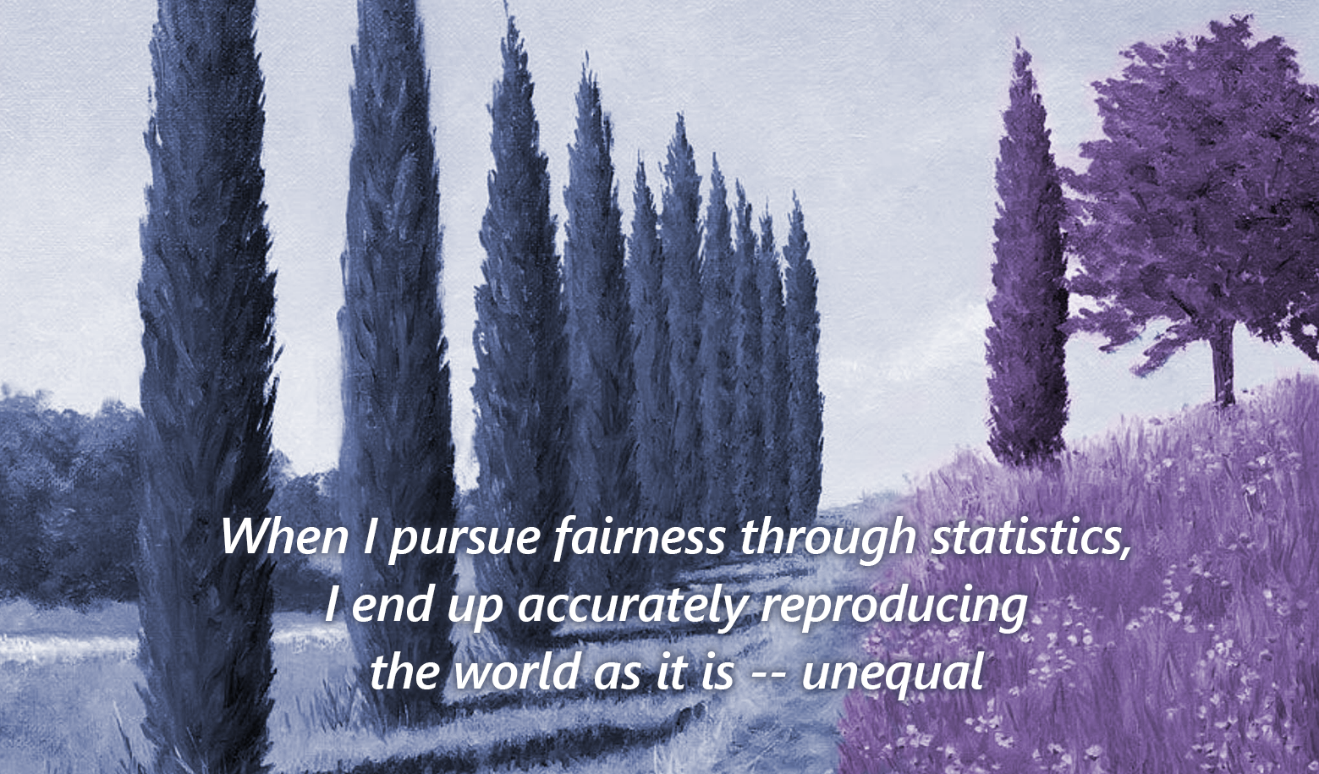 When I pursue fairness through statistics,
I end up accurately reproducing
the world as it is -- unequal